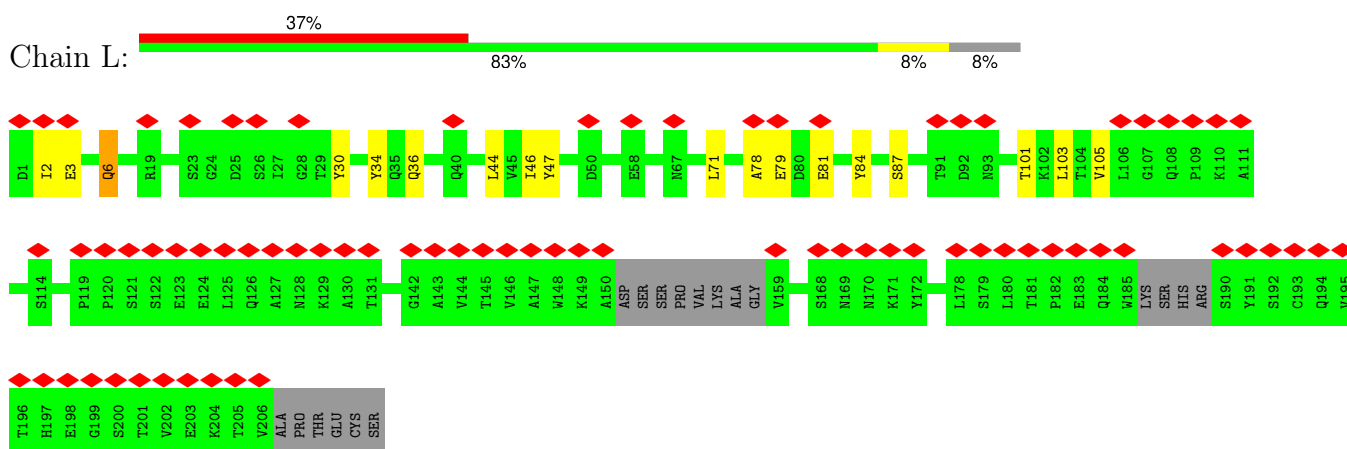 37%
Chain L:
83% 8% 8%
D1 I2 E3 Q6 R19 S23 G24 D25 S26 I27 G28 T29 Y30 Y34 Q35 Q36 Q40 L44 V45 I46 Y47 D50 E58 N67 L71 A78 E79 D80 E81 Y84 S87 T91 D92 N93 T101 K102 L103 T104 V105 L106 G107 Q108 P109 K110 A111
S114 P119 P120 S121 S122 E123 E124 L125 Q126 A127 N128 K129 A130 T131 G142 A143 V144 T145 V146 A147 W148 K149 A150 ASP SER SER PRO VAL LYS ALA GLY V159 S168 N169 N170 K171 Y172 L178 S179 L180 T181 P182 E183 Q184 W185 LYS SER HIS ARG S190 Y191 S192 C193 Q194 V195
T196 H197 E198 G199 S200 T201 V202 E203 K204 T205 V206 ALA PRO THR GLU CYS SER